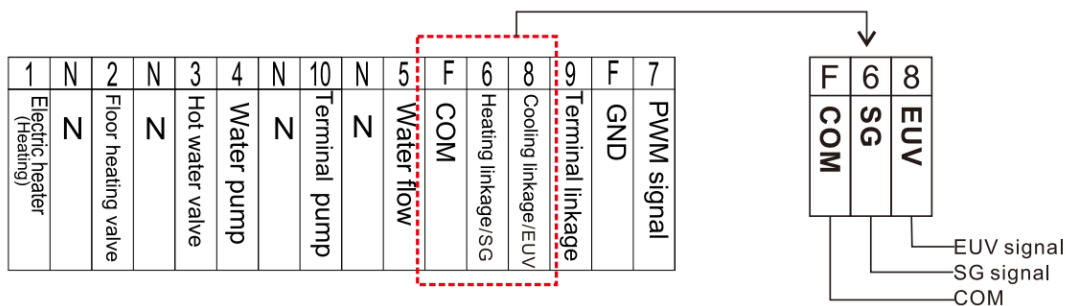 1 N 2 N 3 4 N 10 N 5 F 6 8 9 F 7
Electric heater
(Heating)
N
Floor heating valve
N
Hot water valve
Water pump
N
Terminal pump
N
Water flow
COM
Heating linkage/SG
Cooling linkage/EUV
Terminal linkage
GND
PWM signal
F 6 8
COM
SG
EUV
EUV signal
SG signal
COM